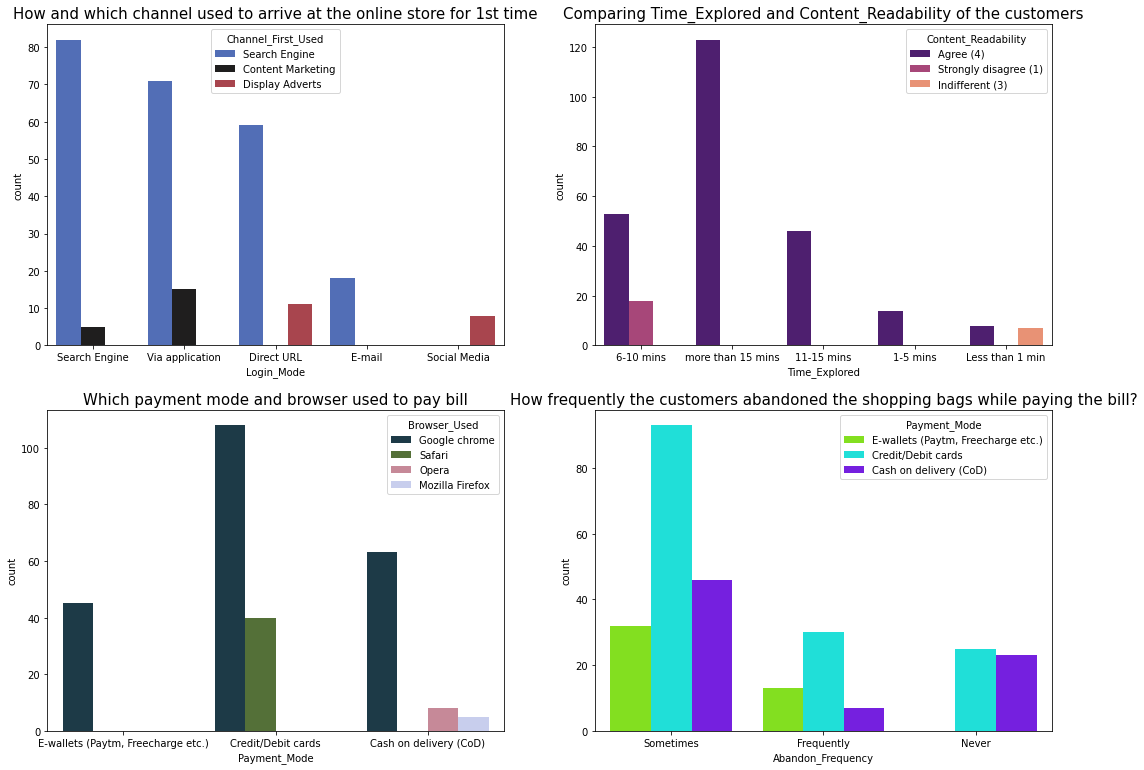 How and which channel used to arrive at the online store for 1st time
Channel_First_Used
Search Engine
Content Marketing
Display Adverts
80
70
60
50
40
30
20
10
0
count
Search Engine
Via application
Direct URL
E-mail
Social Media
Login_Mode
Comparing Time_Explored and Content_Readability of the customers
Content_Readability
Agree (4)
Strongly disagree (1)
Indifferent (3)
120
100
80
60
40
20
0
count
6-10 mins
more than 15 mins
11-15 mins
1-5 mins
Less than 1 min
Time_Explored
Which payment mode and browser used to pay bill
Browser_Used
Google chrome
Safari
Opera
Mozilla Firefox
100
80
60
40
20
0
count
E-wallets (Paytm, Freecharge etc.)
Credit/Debit cards
Cash on delivery (CoD)
Payment_Mode
How frequently the customers abandoned the shopping bags while paying the bill?
Payment_Mode
E-wallets (Paytm, Freecharge etc.)
Credit/Debit cards
Cash on delivery (CoD)
80
60
40
20
0
count
Sometimes
Frequently
Never
Abandon_Frequency